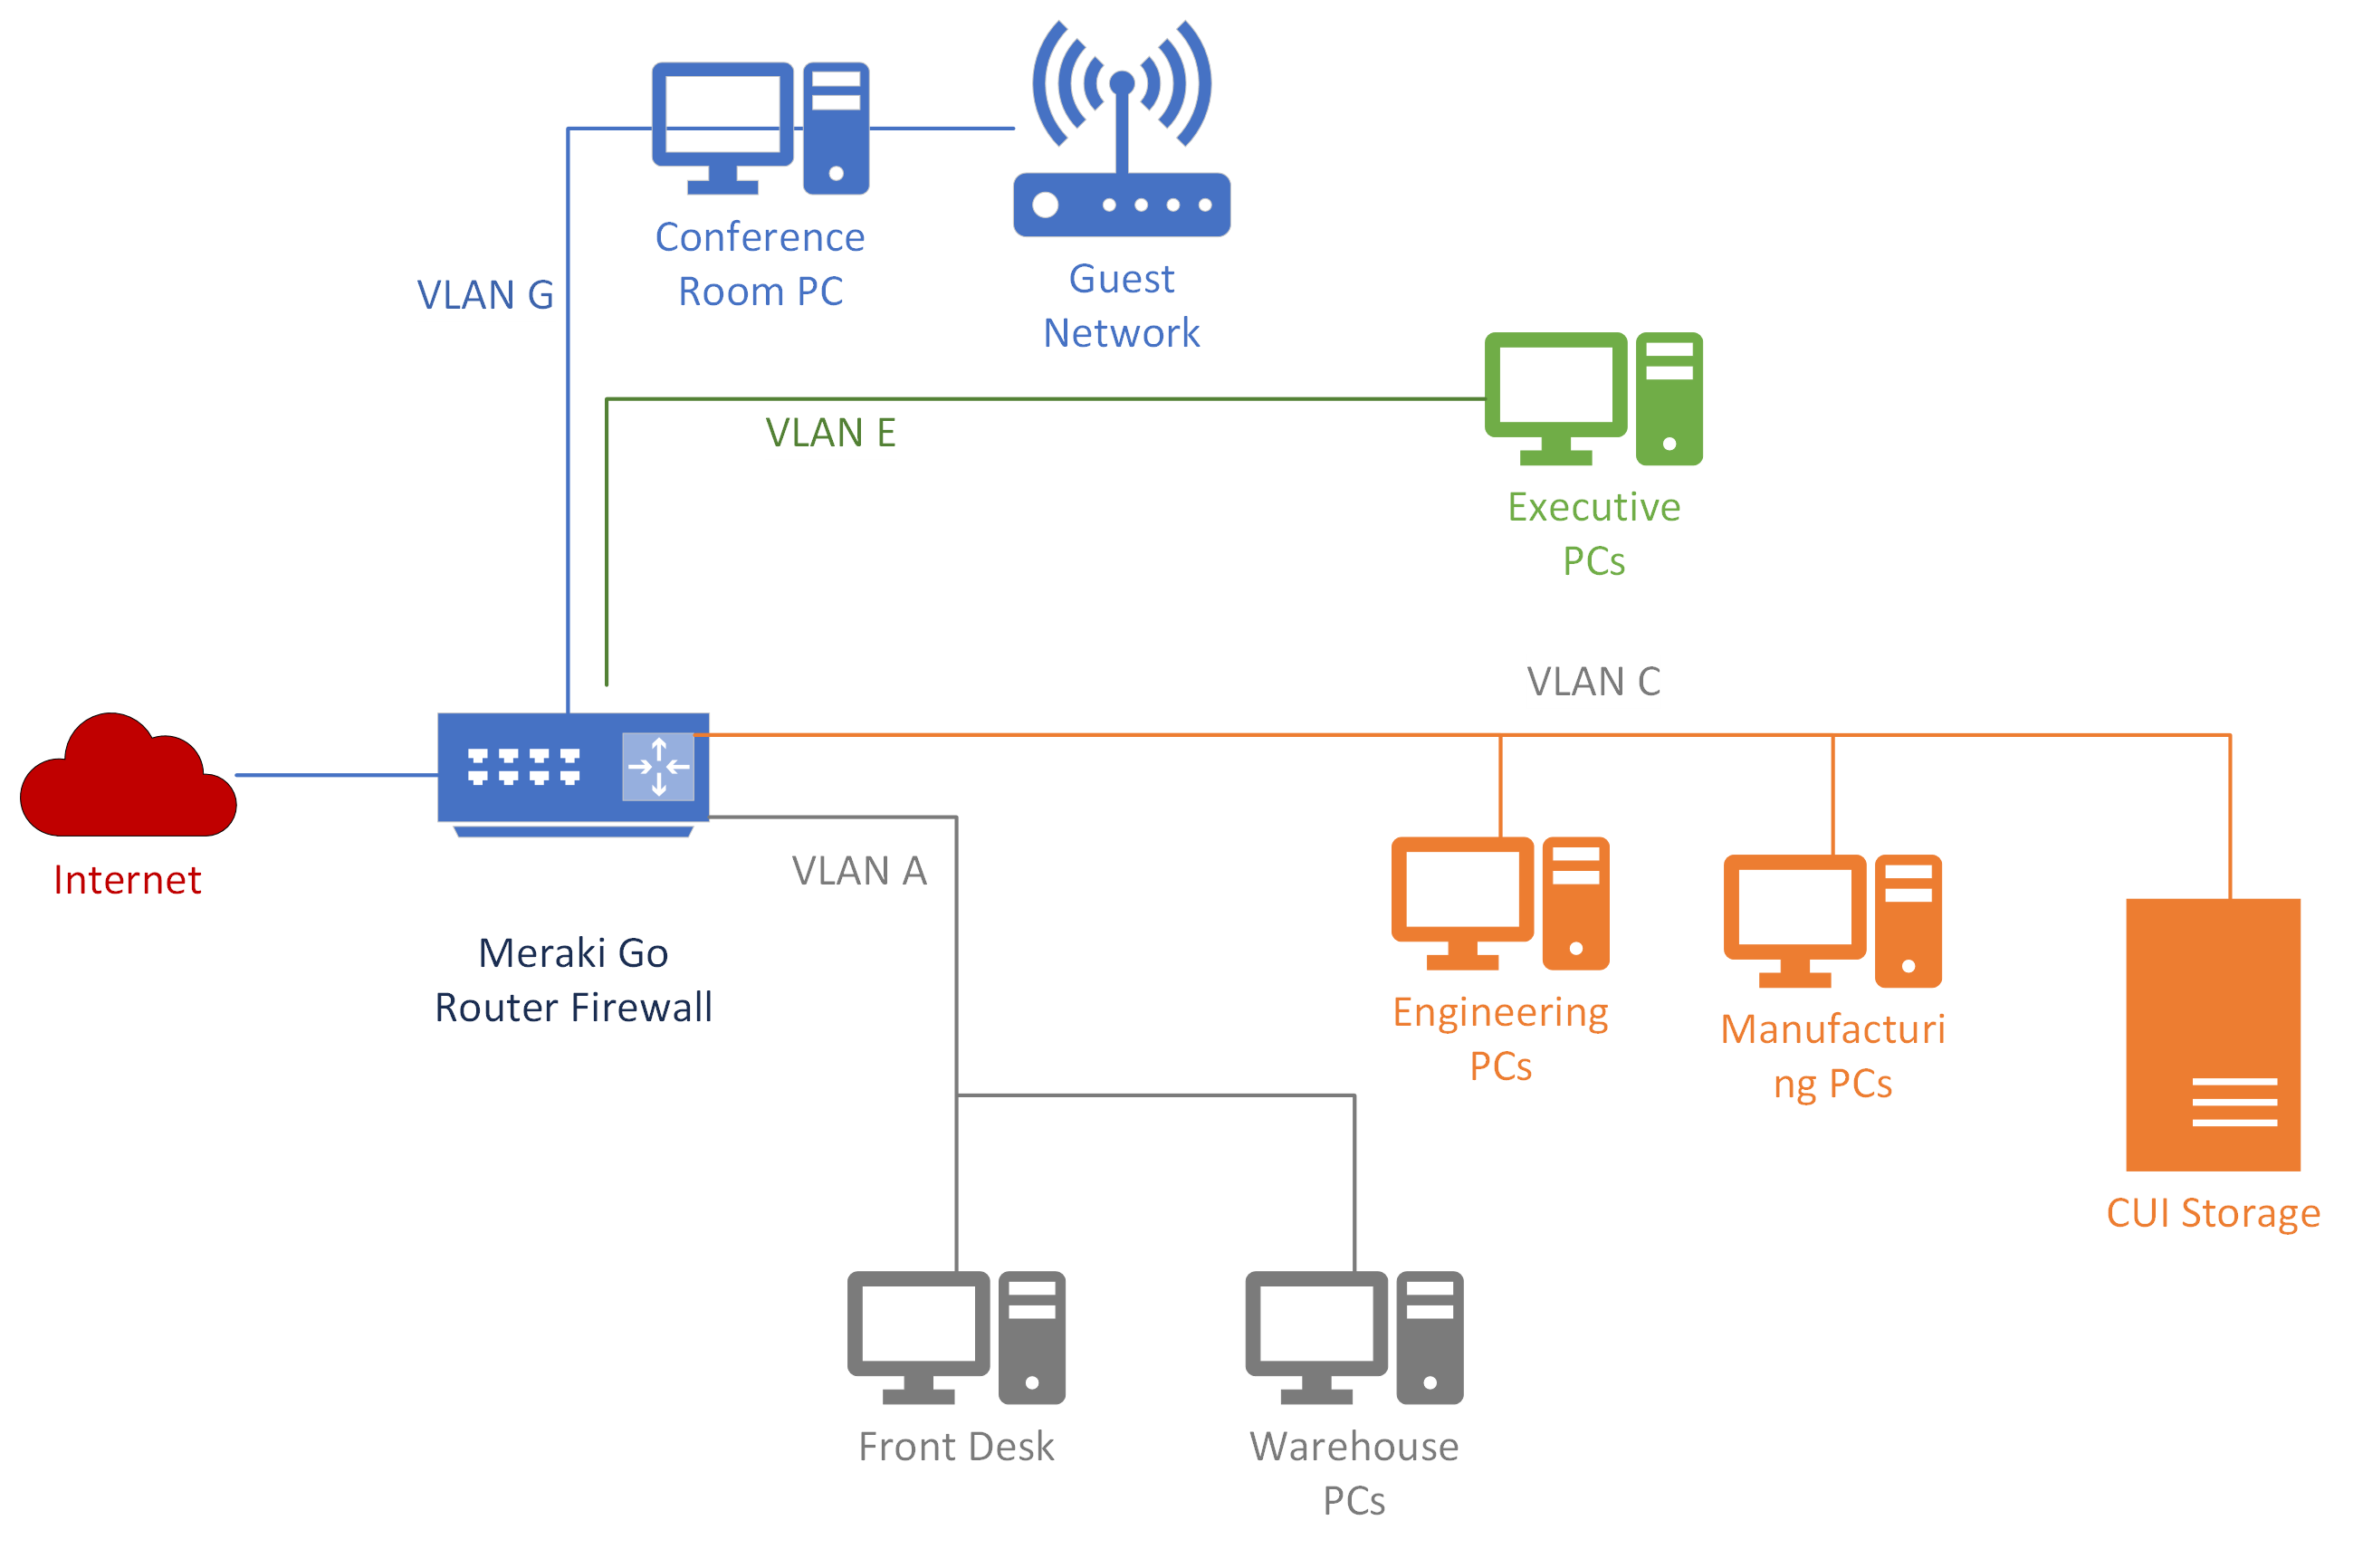 Conference
Room PC
Guest
Network
VLAN G
VLAN E
Executive
PCs
VLAN C
Internet
VLAN A
Meraki Go
Router Firewall
Engineering
PCs
Manufacturi
ng PCs
CUI Storage
Front Desk
Warehouse
PCs